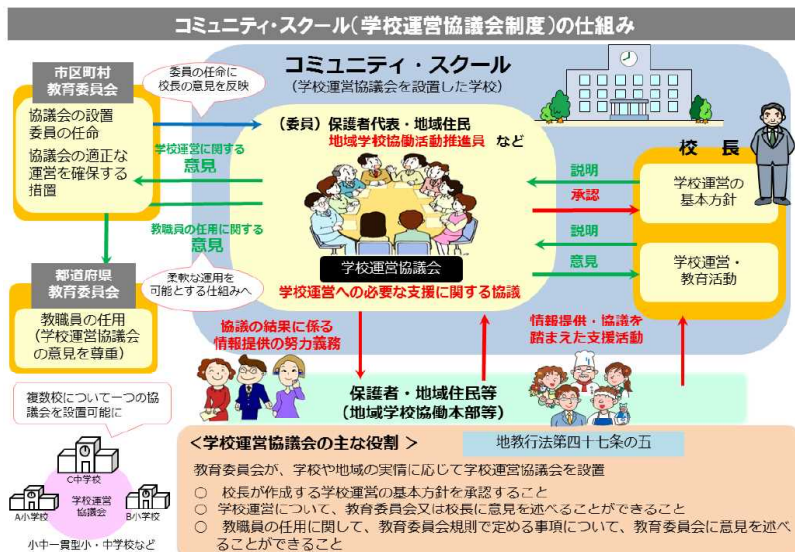 コミュニティ・スクール(学校運営協議会制度)の仕組み
市区町村
教育委員会
協議会の設置
委員の任命
協議会の適正な
運営を確保する
措置
委員の任命に
校長の意見を反映
コミュニティ・スクール
(学校運営協議会を設置した学校)
(委員)保護者代表・地域住民
地域学校協働活動推進員 など
学校運営に関する
意見
教職員の任用に関する
意見
学校運営協議会
学校運営への必要な支援に関する協議
校 長
説明
承認
学校運営の
基本方針
説明
意見
学校運営・
教育活動
都道府県
教育委員会
教職員の任用
(学校運営協議会
の意見を尊重)
柔軟な運用を
可能とする仕組みへ
協議の結果に係る
情報提供の努力義務
情報提供・協議を
踏まえた支援活動
保護者・地域住民等
(地域学校協働本部等)
複数校について一つの協
議会を設置可能に
C中学校
学校運営
協議会
A小学校
B小学校
小中一貫型小・中学校など
<学校運営協議会の主な役割 >
地教行法第四十七条の五
教育委員会が、学校や地域の実情に応じて学校運営協議会を設置
○ 校長が作成する学校運営の基本方針を承認すること
○ 学校運営について、教育委員会又は校長に意見を述べることができること
○ 教職員の任用に関して、教育委員会規則で定める事項について、教育委員会に意見を述べ
ることができること